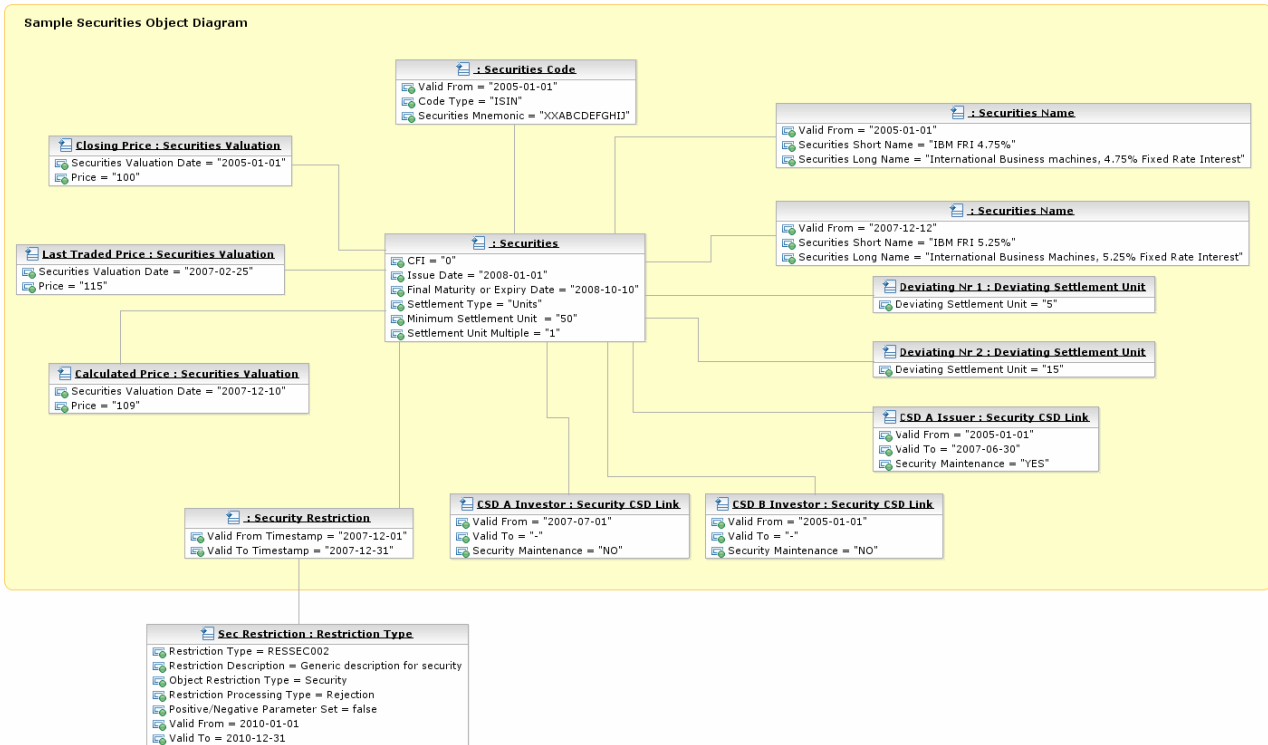 Sample Securities Object Diagram
: Securities Code
Valid From = "2005-01-01"
Code Type = "ISIN"
Securities Mnemonic = "XXABCDEFGHIJ"
: Securities Name
Valid From = "2005-01-01"
Securities Short Name = "IBM FRI 4.75%"
Securities Long Name = "International Business machines, 4.75% Fixed Rate Interest"
Closing Price : Securities Valuation
Securities Valuation Date = "2005-01-01"
Price = "100"
: Securities Name
Valid From = "2007-12-12"
Securities Short Name = "IBM FRI 5.25%"
Securities Long Name = "International Business Machines, 5.25% Fixed Rate Interest"
Last Traded Price : Securities Valuation
Securities Valuation Date = "2007-02-25"
Price = "115"
: Securities
CFI = "0"
Issue Date = "2008-01-01"
Final Maturity or Expiry Date = "2008-10-10"
Settlement Type = "Units"
Minimum Settlement Unit = "50"
Settlement Unit Multiple = "1"
Deviating Nr 1 : Deviating Settlement Unit
Deviating Settlement Unit = "5"
Deviating Nr 2 : Deviating Settlement Unit
Deviating Settlement Unit = "15"
Calculated Price : Securities Valuation
Securities Valuation Date = "2007-12-10"
Price = "109"
CSD A Issuer : Security CSD Link
Valid From = "2005-01-01"
Valid To = "2007-06-30"
Security Maintenance = "YES"
CSD A Investor : Security CSD Link
Valid From = "2007-07-01"
Valid To = "-"
Security Maintenance = "NO"
CSD B Investor : Security CSD Link
Valid From = "2005-01-01"
Valid To = "-"
Security Maintenance = "NO"
: Security Restriction
Valid From Timestamp = "2007-12-01"
Valid To Timestamp = "2007-12-31"
Sec Restriction : Restriction Type
Restriction Type = RESSEC002
Restriction Description = Generic description for security
Object Restriction Type = Security
Restriction Processing Type = Rejection
Positive/Negative Parameter Set = false
Valid From = 2010-01-01
Valid To = 2010-12-31